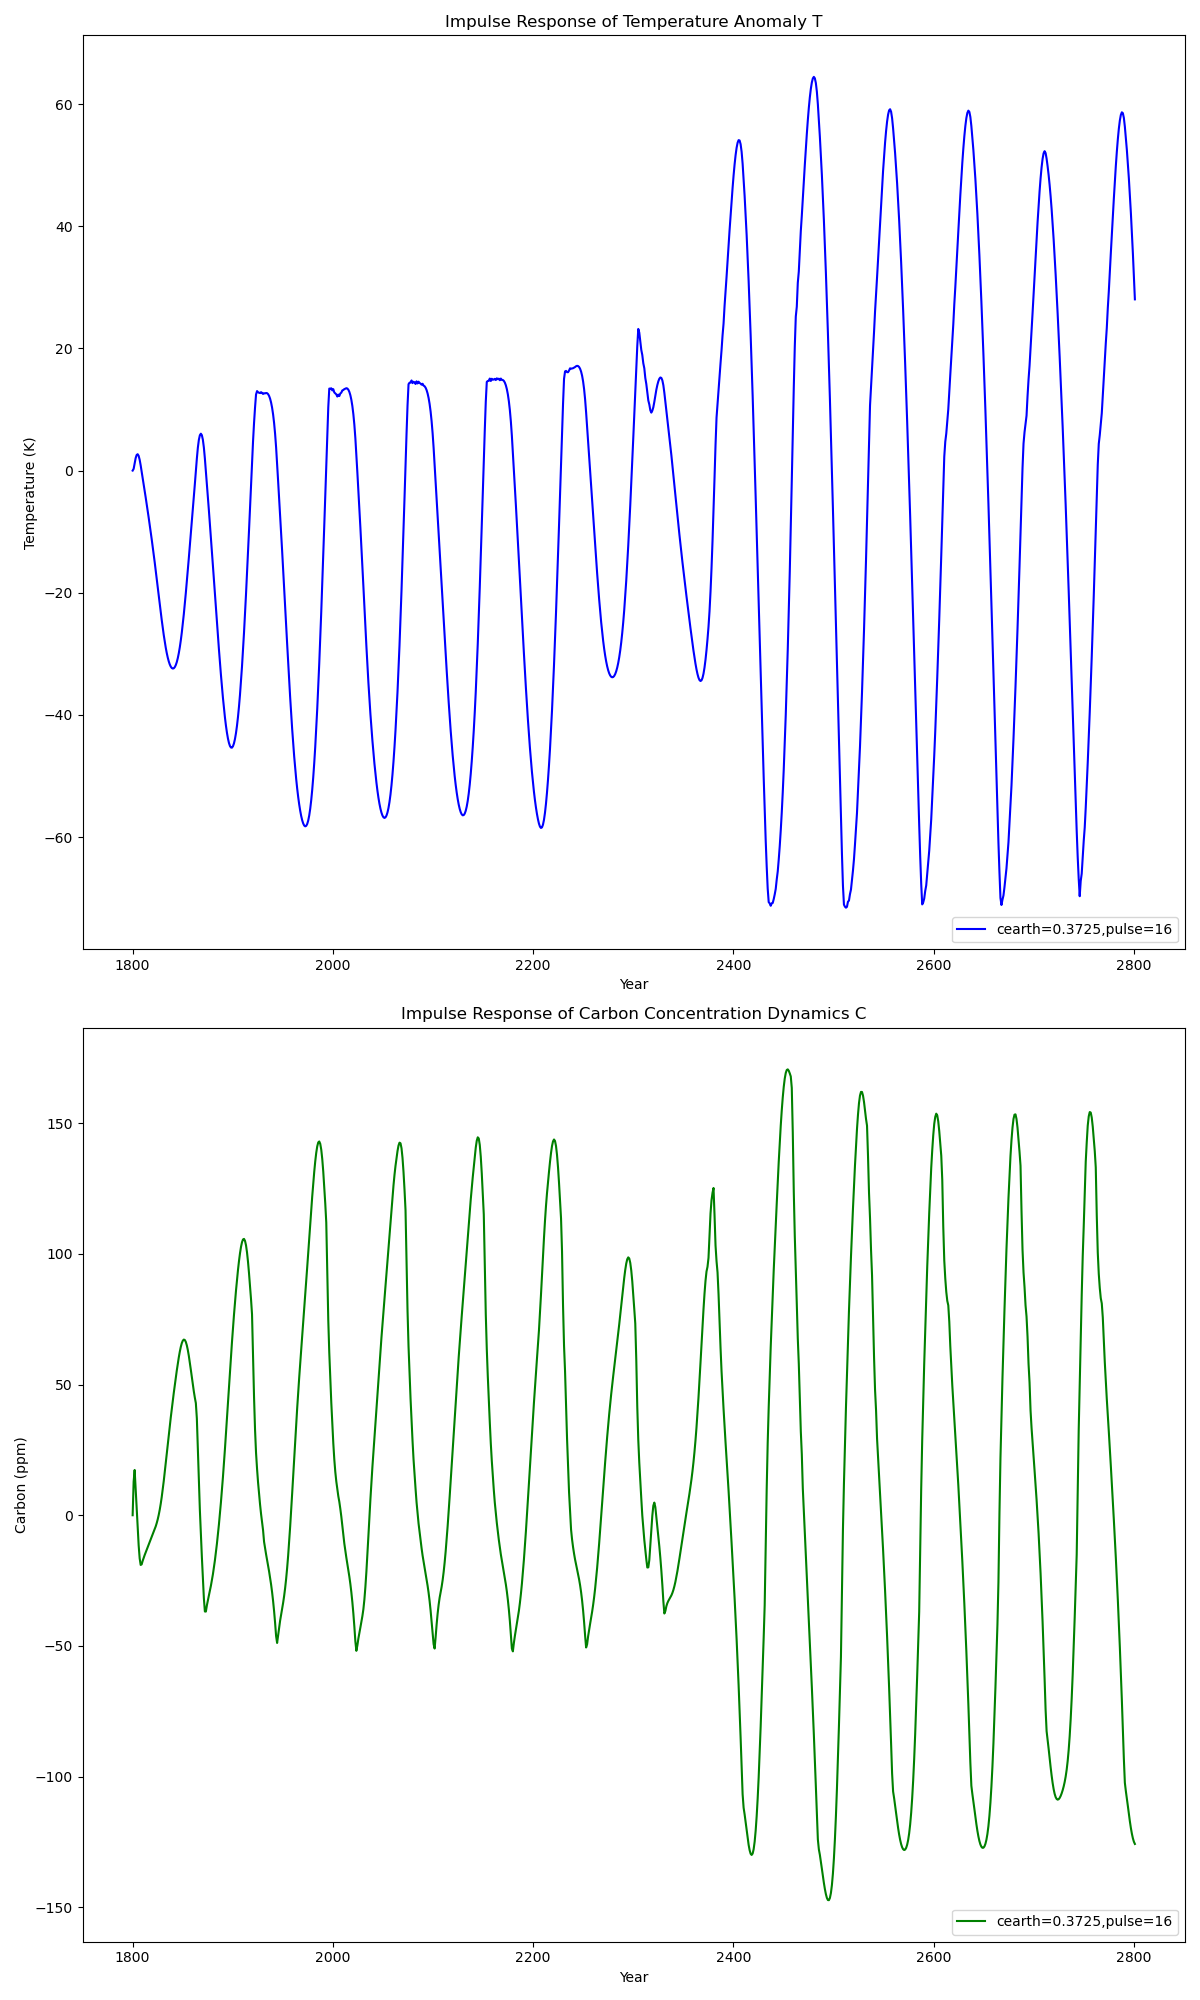 Impulse Response of Temperature Anomaly T
60
40
20
0
−20
−40
−60
Temperature (K)
cearth=0.3725,pulse=16
1800 2000 2200 2400 2600 2800
Year
Impulse Response of Carbon Concentration Dynamics C
150
100
50
0
−50
−100
−150
Carbon (ppm)
cearth=0.3725,pulse=16
1800 2000 2200 2400 2600 2800
Year